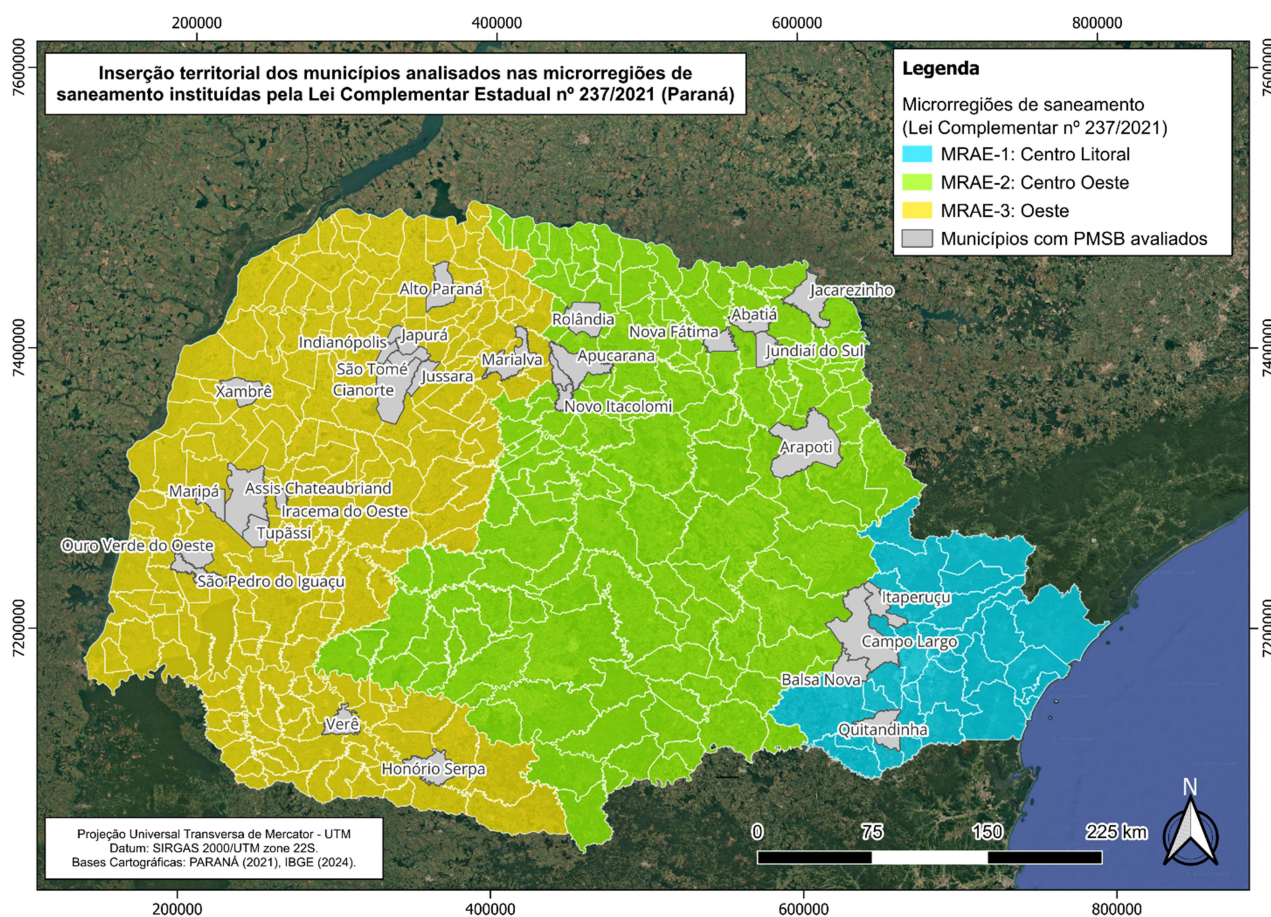 200000
400000
600000
800000
7600000
7600000
Inserção territorial dos municípios analisados nas microrregiões de
saneamento instituídas pela Lei Complementar Estadual nº 237/2021 (Paraná)
Legenda
Microrregiões de saneamento
(Lei Complementar nº 237/2021)
MRAE-1: Centro Litoral
MRAE-2: Centro Oeste
MRAE-3: Oeste
Municípios com PMSB avaliados
Alto Paraná
Jacarezinho
Rolândia
Abatiá
Nova Fátima
Japurá
Indianópolis
7400000
7400000
Marialva
Apucarana
Jundiaí do Sul
São Tomé
Jussara
Cianorte
Xambrê
Novo Itacolomi
Arapoti
Maripá
Assis Chateaubriand
Iracema do Oeste
Tupãssi
Ouro Verde do Oeste
São Pedro do Iguaçu
Itaperuçu
7200000
7200000
Campo Largo
Balsa Nova
Verê
Quitandinha
Honório Serpa
N
Projeção Universal Transversa de Mercator - UTM
Datum: SIRGAS 2000/UTM zone 22S.
Bases Cartográficas: PARANÁ (2021), IBGE (2024).
0
75
150
225 km
200000
400000
600000
800000